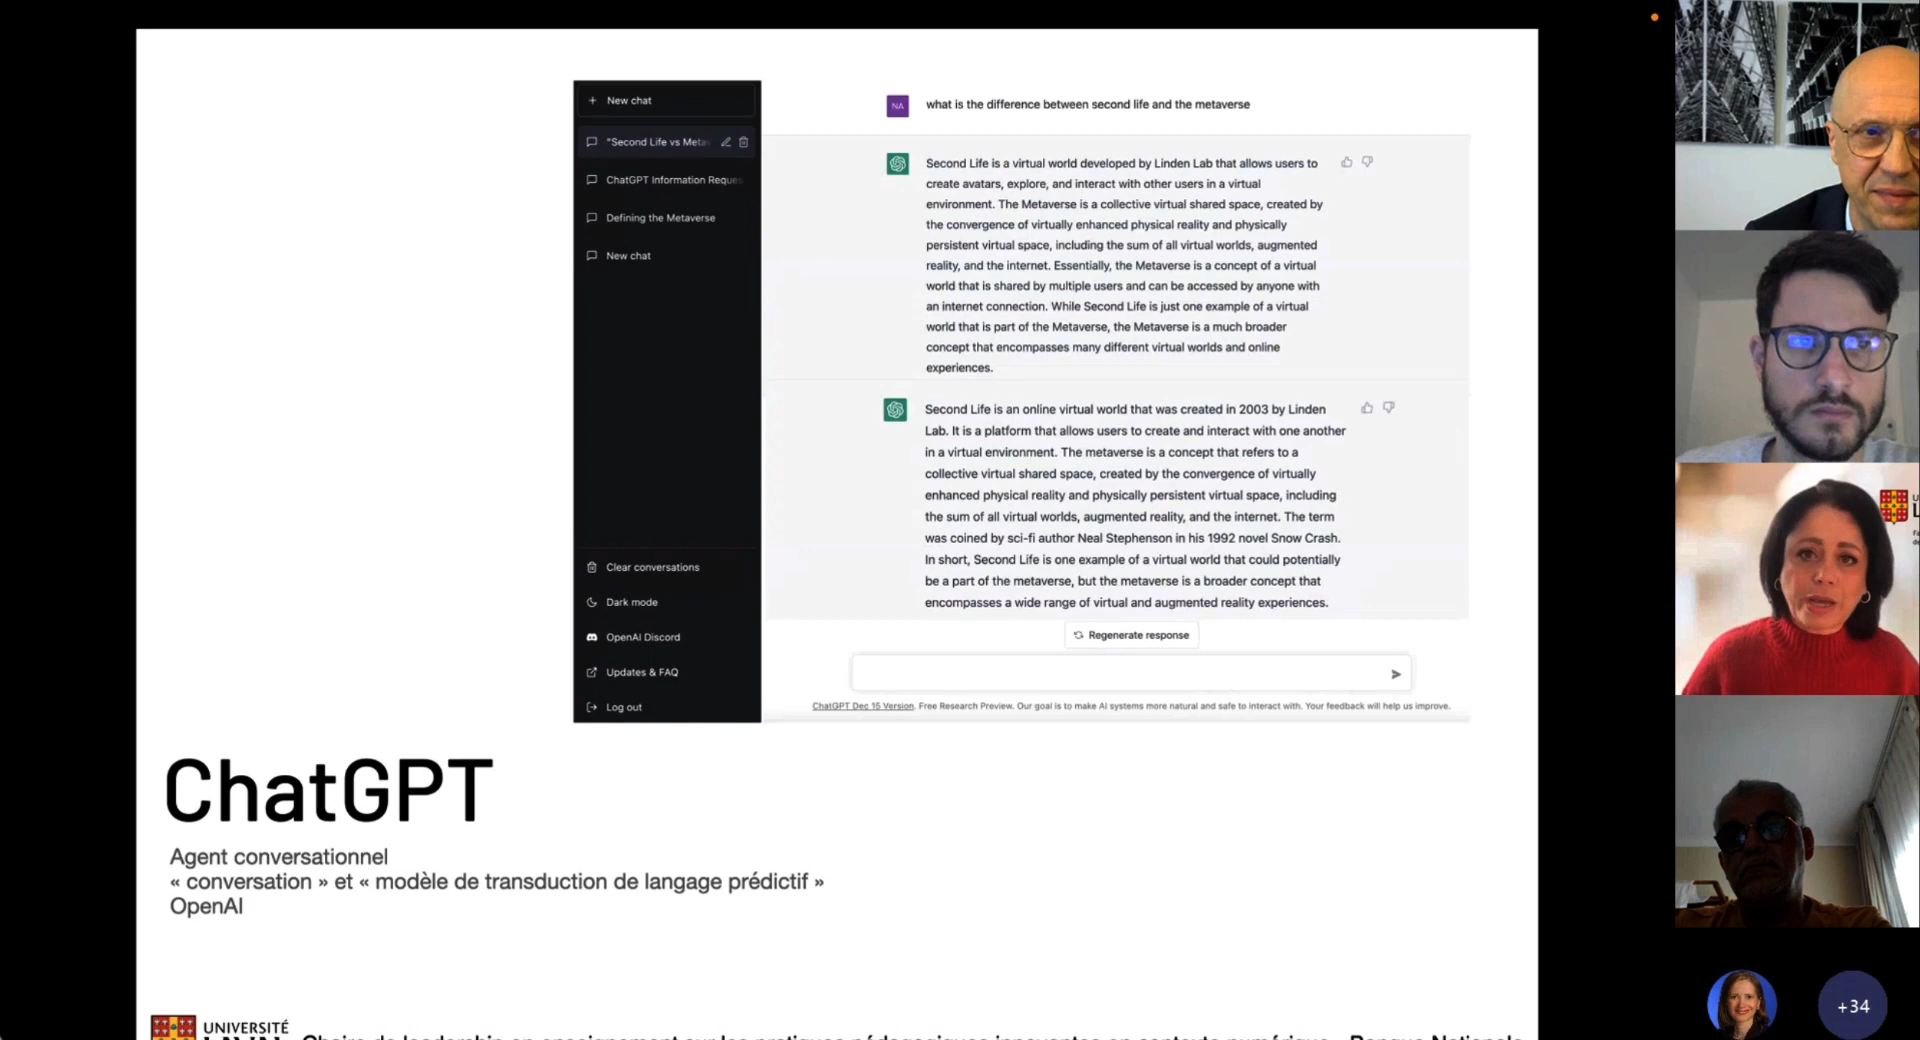 + New chat
"Second Life vs Meta
ChatGPT Information Reques
Defining the Metaverse
New chat
Clear conversations
Dark mode
OpenAI Discord
Updates & FAQ
Log out
NA
what is the difference between second life and the metaverse
Second Life is a virtual world developed by Linden Lab that allows users to
create avatars, explore, and interact with other users in a virtual
environment. The Metaverse is a collective virtual shared space, created by
the convergence of virtually enhanced physical reality and physically
persistent virtual space, including the sum of all virtual worlds, augmented
reality, and the internet. Essentially, the Metaverse is a concept of a virtual
world that is shared by multiple users and can be accessed by anyone with
an internet connection. While Second Life is just one example of a virtual
world that is part of the Metaverse, the Metaverse is a much broader
concept that encompasses many different virtual worlds and online
experiences.
Second Life is an online virtual world that was created in 2003 by Linden
Lab. It is a platform that allows users to create and interact with one another
in a virtual environment. The metaverse is a concept that refers to a
collective virtual shared space, created by the convergence of virtually
enhanced physical reality and physically persistent virtual space, including
the sum of all virtual worlds, augmented reality, and the internet. The term
was coined by sci-fi author Neal Stephenson in his 1992 novel Snow Crash.
In short, Second Life is one example of a virtual world that could potentially
be a part of the metaverse, but the metaverse is a broader concept that
encompasses a wide range of virtual and augmented reality experiences.
Regenerate response
ChatGPT Dec 15 Version. Free Research Preview. Our goal is to make AI systems more natural and safe to interact with. Your feedback will help us improve.
ChatGPT
Agent conversationnel
« conversation » et « modèle de transduction de langage prédictif »
OpenAI
UNIVERSITÉ
Chaire de leadership en enseignement sur les pratiques pédagogiques innovantes en contexte numérique - Banque Nationale
+34